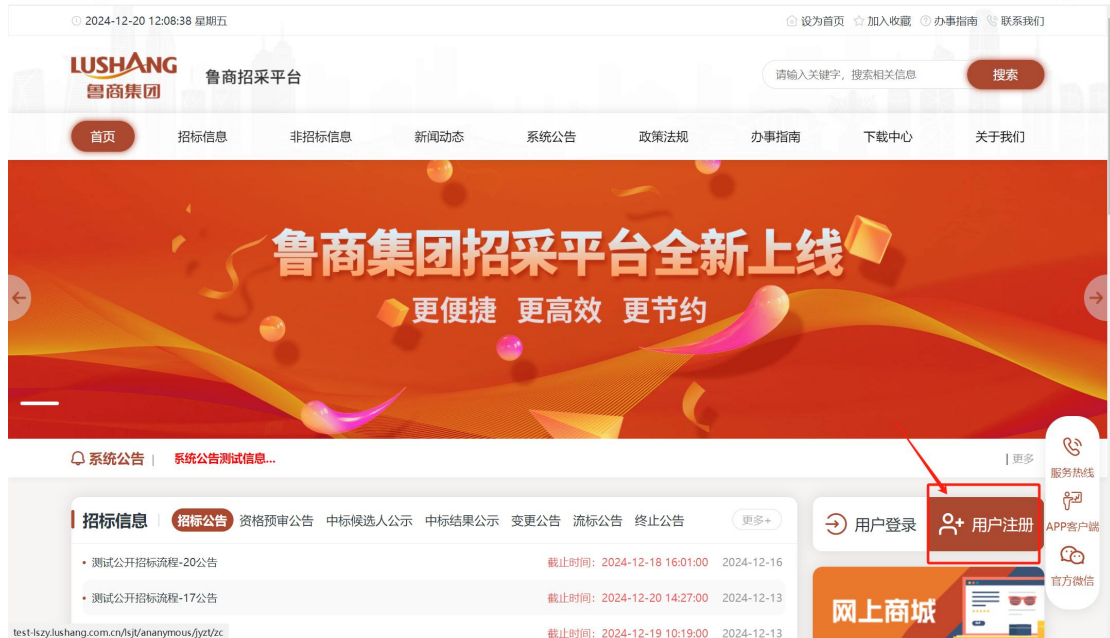 2024-12-20 12:08:38 星期五
设为首页 加入收藏 办事指南 联系我们
LUSHANG
鲁商集团
鲁商招采平台
请输入关键字，搜索相关信息 搜索
首页 招标信息 非招标信息 新闻动态 系统公告 政策法规 办事指南 下载中心 关于我们
鲁商集团招采平台全新上线
更便捷 更高效 更节约
系统公告 | 系统公告测试信息... | 更多
服务热线
APP客户端
官方微信
招标信息 招标公告 资格预审公告 中标候选人公示 中标结果公示 变更公告 流标公告 终止公告 更多+
测试公开招标流程-20公告 截止时间：2024-12-18 16:01:00 2024-12-16
测试公开招标流程-17公告 截止时间：2024-12-20 14:27:00 2024-12-13
截止时间：2024-12-19 10:19:00 2024-12-13
用户登录 用户注册
网上商城
test-lszy.lushang.com.cn/lsjt/ananymous/jyzt/zc